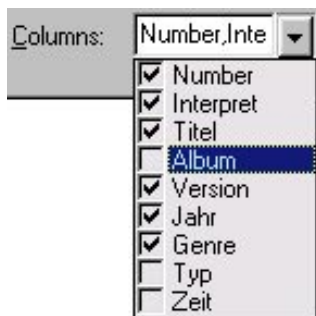 Columns: Number,Inte
Number
Interpret
Titel
Album
Version
Jahr
Genre
Typ
Zeit